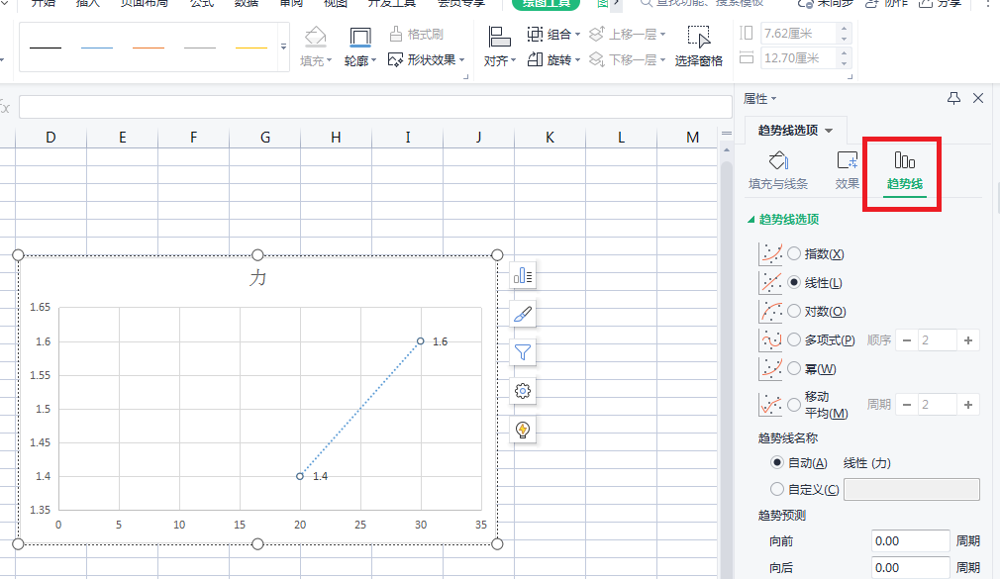 开始 插入 页面布局 公式 数据 审阅 视图 开发工具 会员专享 绘图工具 查找功能、搜索模板 未同步 协作 分享
填充 轮廓 格式刷 形状效果 对齐 组合 旋转 上移一层 下移一层 选择窗格 7.62厘米 12.70厘米
fx
D E F G H I J K L M
力
1.65
1.6
1.55
1.5
1.45
1.4
1.35
0 5 10 15 20 25 30 35
1.6
1.4
属性
趋势线选项
填充与线条 效果 趋势线
趋势线选项
指数(X)
线性(L)
对数(O)
多项式(P) 顺序 2
幂(W)
移动
平均(M) 周期 2
趋势线名称
自动(A) 线性 (力)
自定义(C)
趋势预测
向前 0.00 周期
向后 0.00 周期